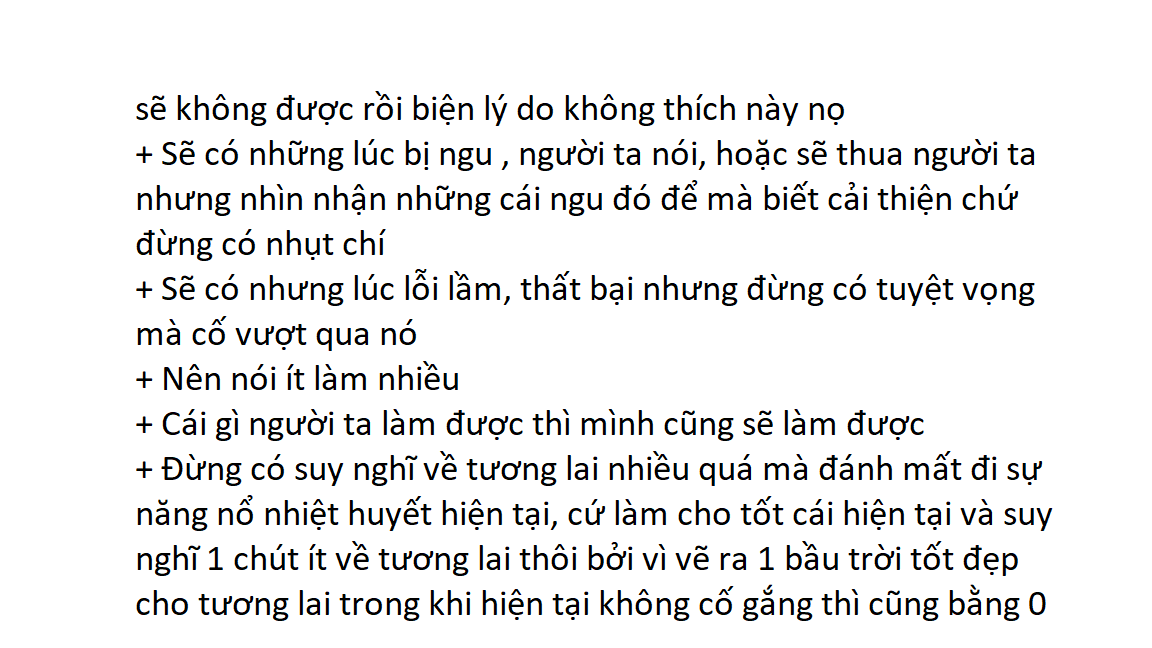 sẽ không được rồi biện lý do không thích này nọ
+ Sẽ có những lúc bị ngu , người ta nói, hoặc sẽ thua người ta
nhưng nhìn nhận những cái ngu đó để mà biết cải thiện chứ
đừng có nhụt chí
+ Sẽ có nhưng lúc lỗi lầm, thất bại nhưng đừng có tuyệt vọng
mà cố vượt qua nó
+ Nên nói ít làm nhiều
+ Cái gì người ta làm được thì mình cũng sẽ làm được
+ Đừng có suy nghĩ về tương lai nhiều quá mà đánh mất đi sự
năng nổ nhiệt huyết hiện tại, cứ làm cho tốt cái hiện tại và suy
nghĩ 1 chút ít về tương lai thôi bởi vì vẽ ra 1 bầu trời tốt đẹp
cho tương lai trong khi hiện tại không cố gắng thì cũng bằng 0